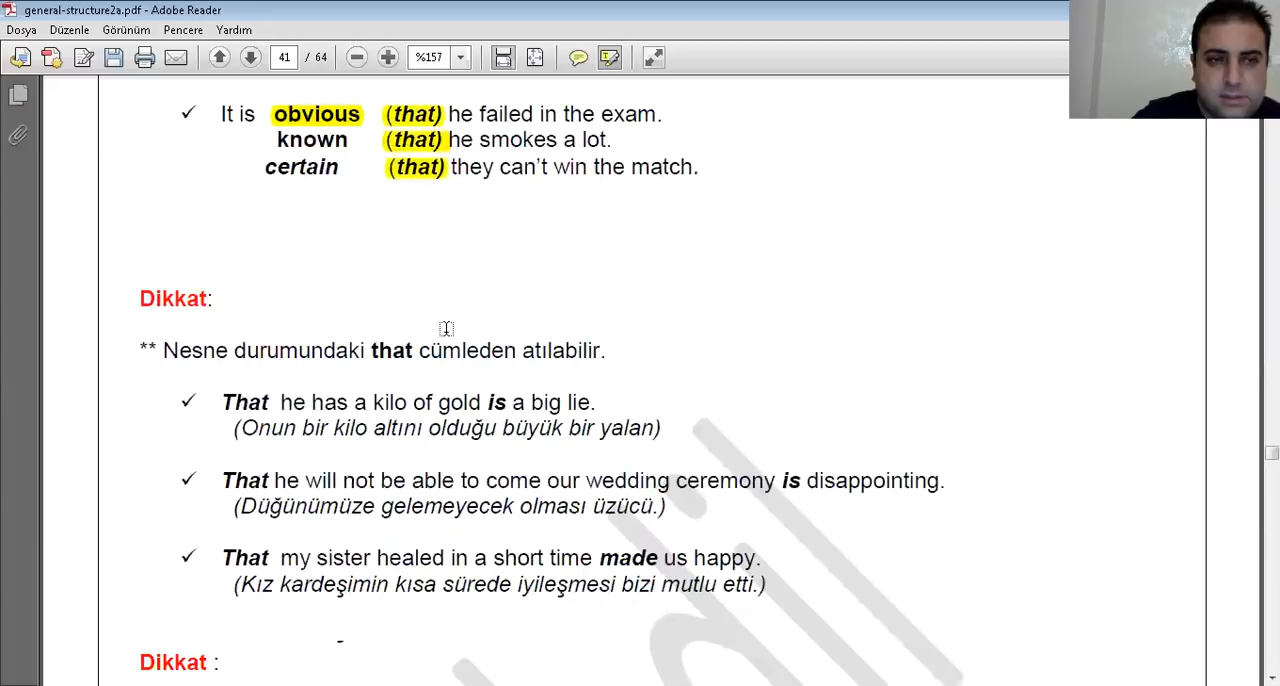 general-structure2a.pdf - Adobe Reader
Dosya Düzenle Görünüm Pencere Yardım
41 / 64 %157
✓ It is obvious (that) he failed in the exam.
known (that) he smokes a lot.
certain (that) they can't win the match.
Dikkat:
** Nesne durumundaki that cümleden atılabilir.
✓ That he has a kilo of gold is a big lie.
(Onun bir kilo altını olduğu büyük bir yalan)
✓ That he will not be able to come our wedding ceremony is disappointing.
(Düğünümüze gelemeyecek olması üzücü.)
✓ That my sister healed in a short time made us happy.
(Kız kardeşimin kısa sürede iyileşmesi bizi mutlu etti.)
Dikkat :